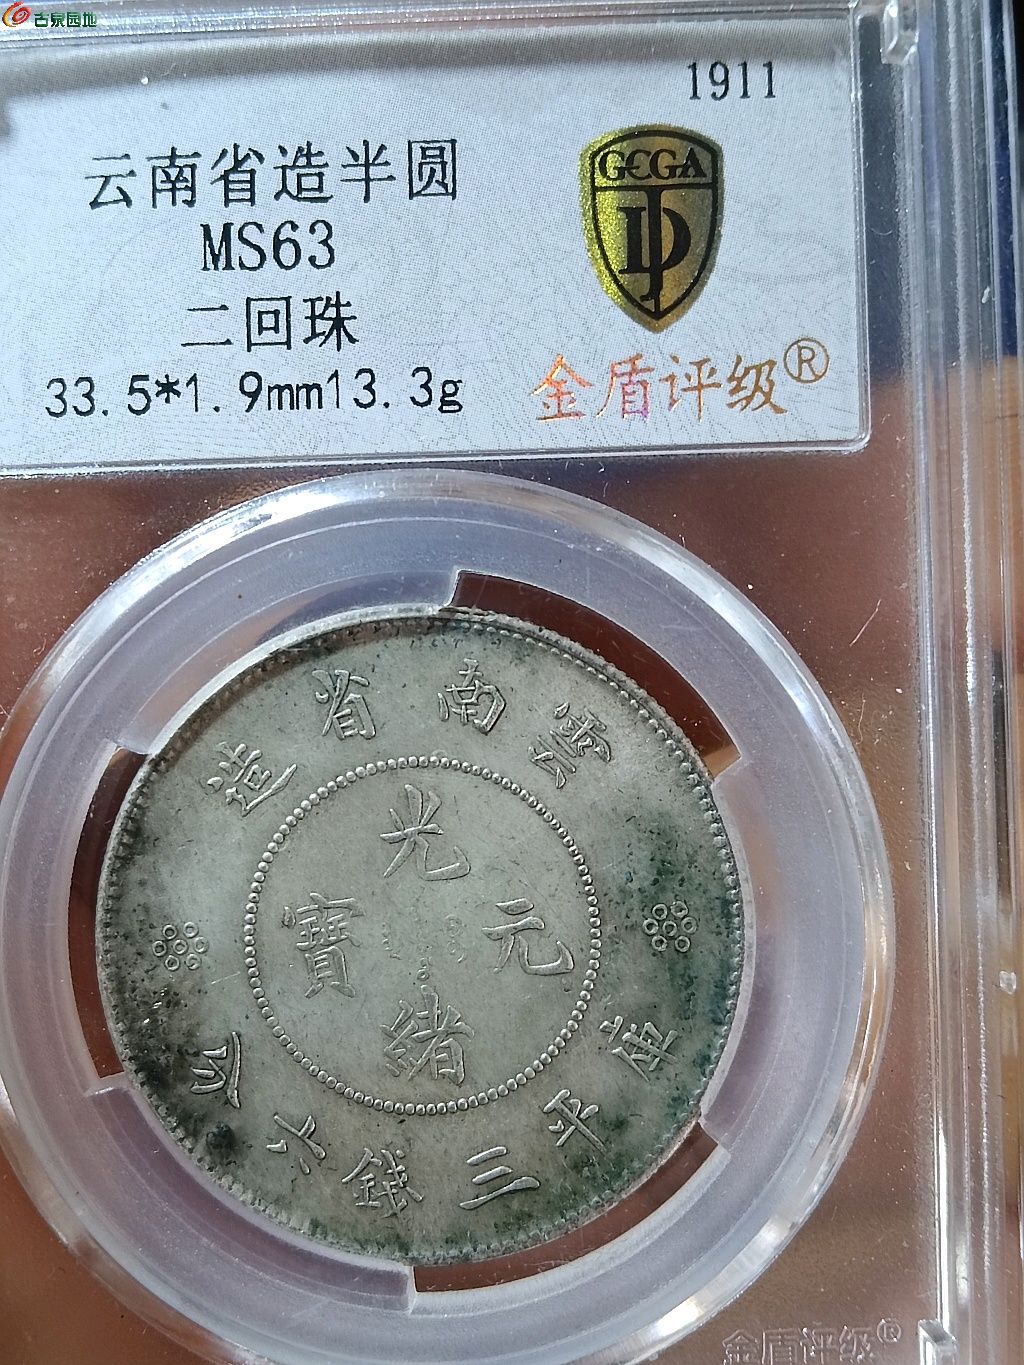 古泉园地
1911
云南省造半圆
MS63
二回珠
33.5*1.9mm13.3g
GCGA
JD
金盾评级®
雲南省造
光緒元寶
庫平三錢六分
金盾评级®